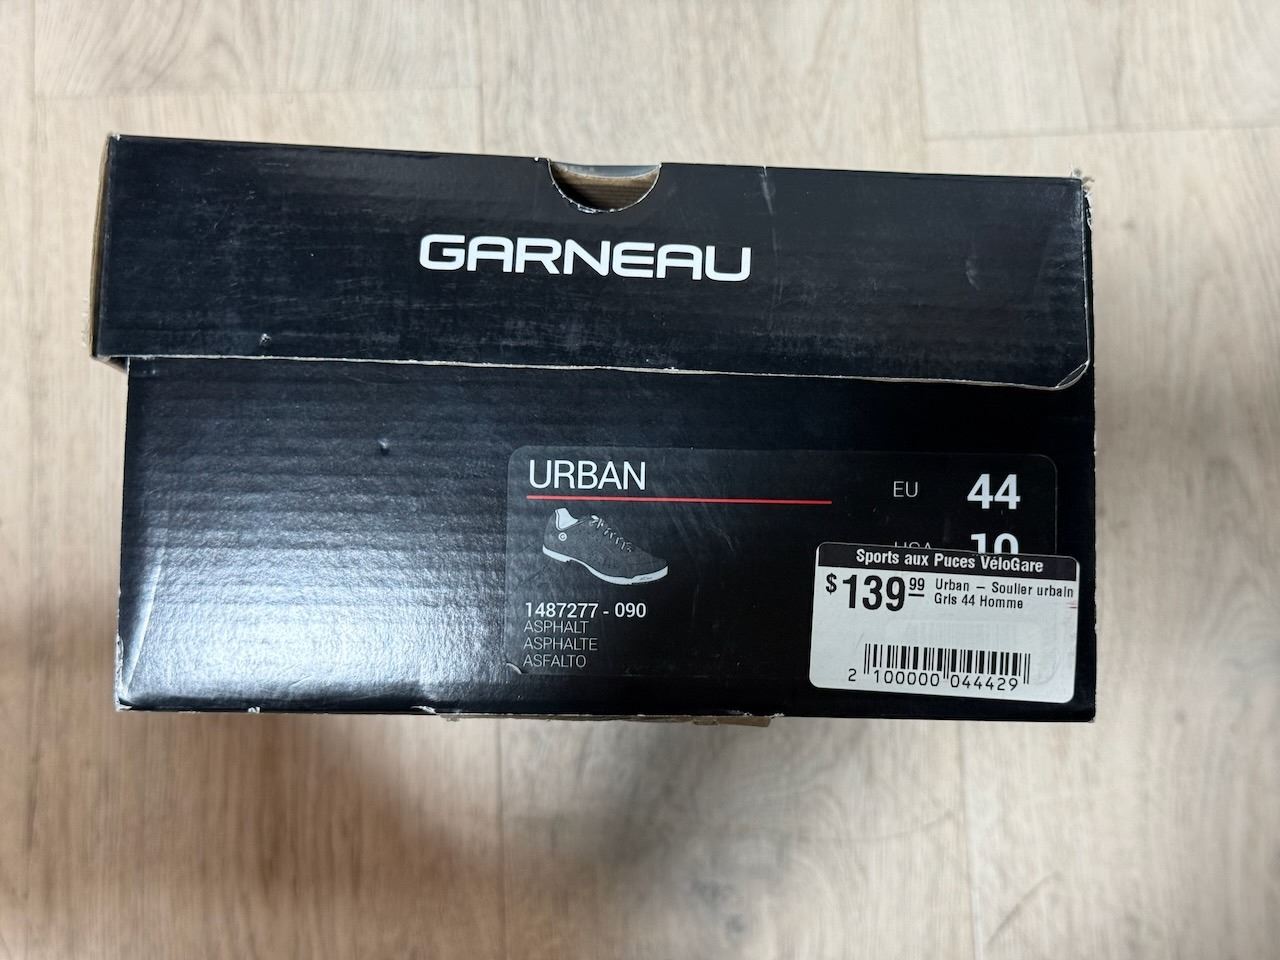 GARNEAU
URBAN
EU 44
USA 10
1487277 - 090
ASPHALT
ASPHALTE
ASFALTO
Sports aux Puces VéloGare
$139.99
Urban – Soulier urbain
Gris 44 Homme
2 100000 044429